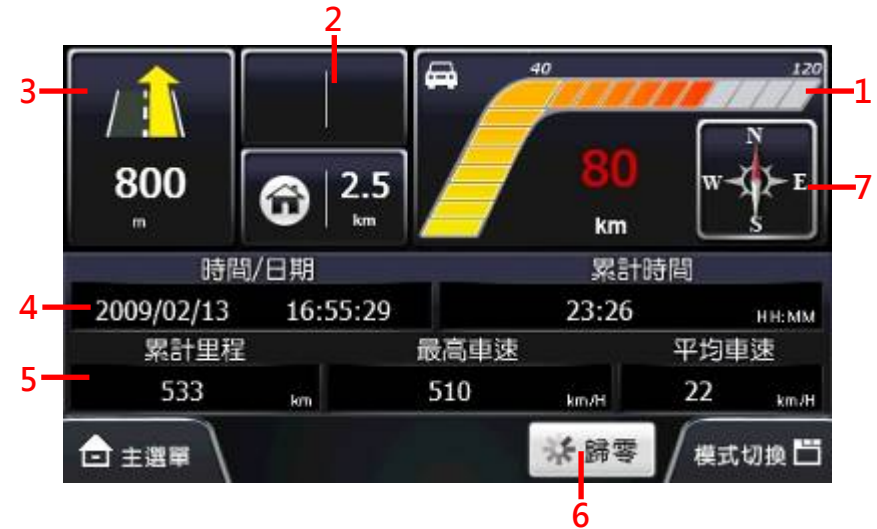 2
40
120
3
1
N
800
2.5
80
W
E
7
m
km
km
S
時間/日期
累計時間
4
2009/02/13
16:55:29
23:26
HH:MM
累計里程
最高車速
平均車速
5
533
km
510
km/H
22
km/H
主選單
歸零
模式切換
6